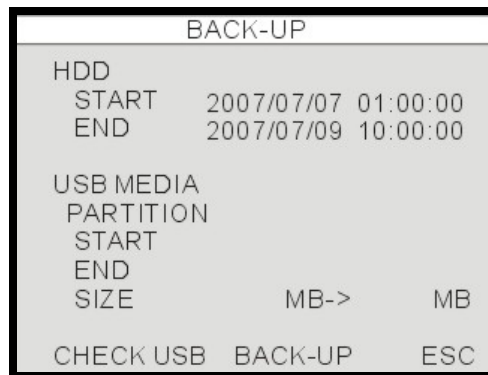 BACK-UP
HDD
START 2007/07/07 01:00:00
END 2007/07/09 10:00:00
USB MEDIA
PARTITION
START
END
SIZE MB-> MB
CHECK USB BACK-UP ESC